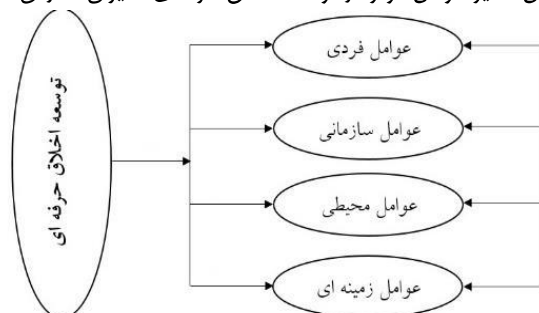 توسعه اخلاق حرفه ای
عوامل فردی
عوامل سازمانی
عوامل محیطی
عوامل زمینه ای